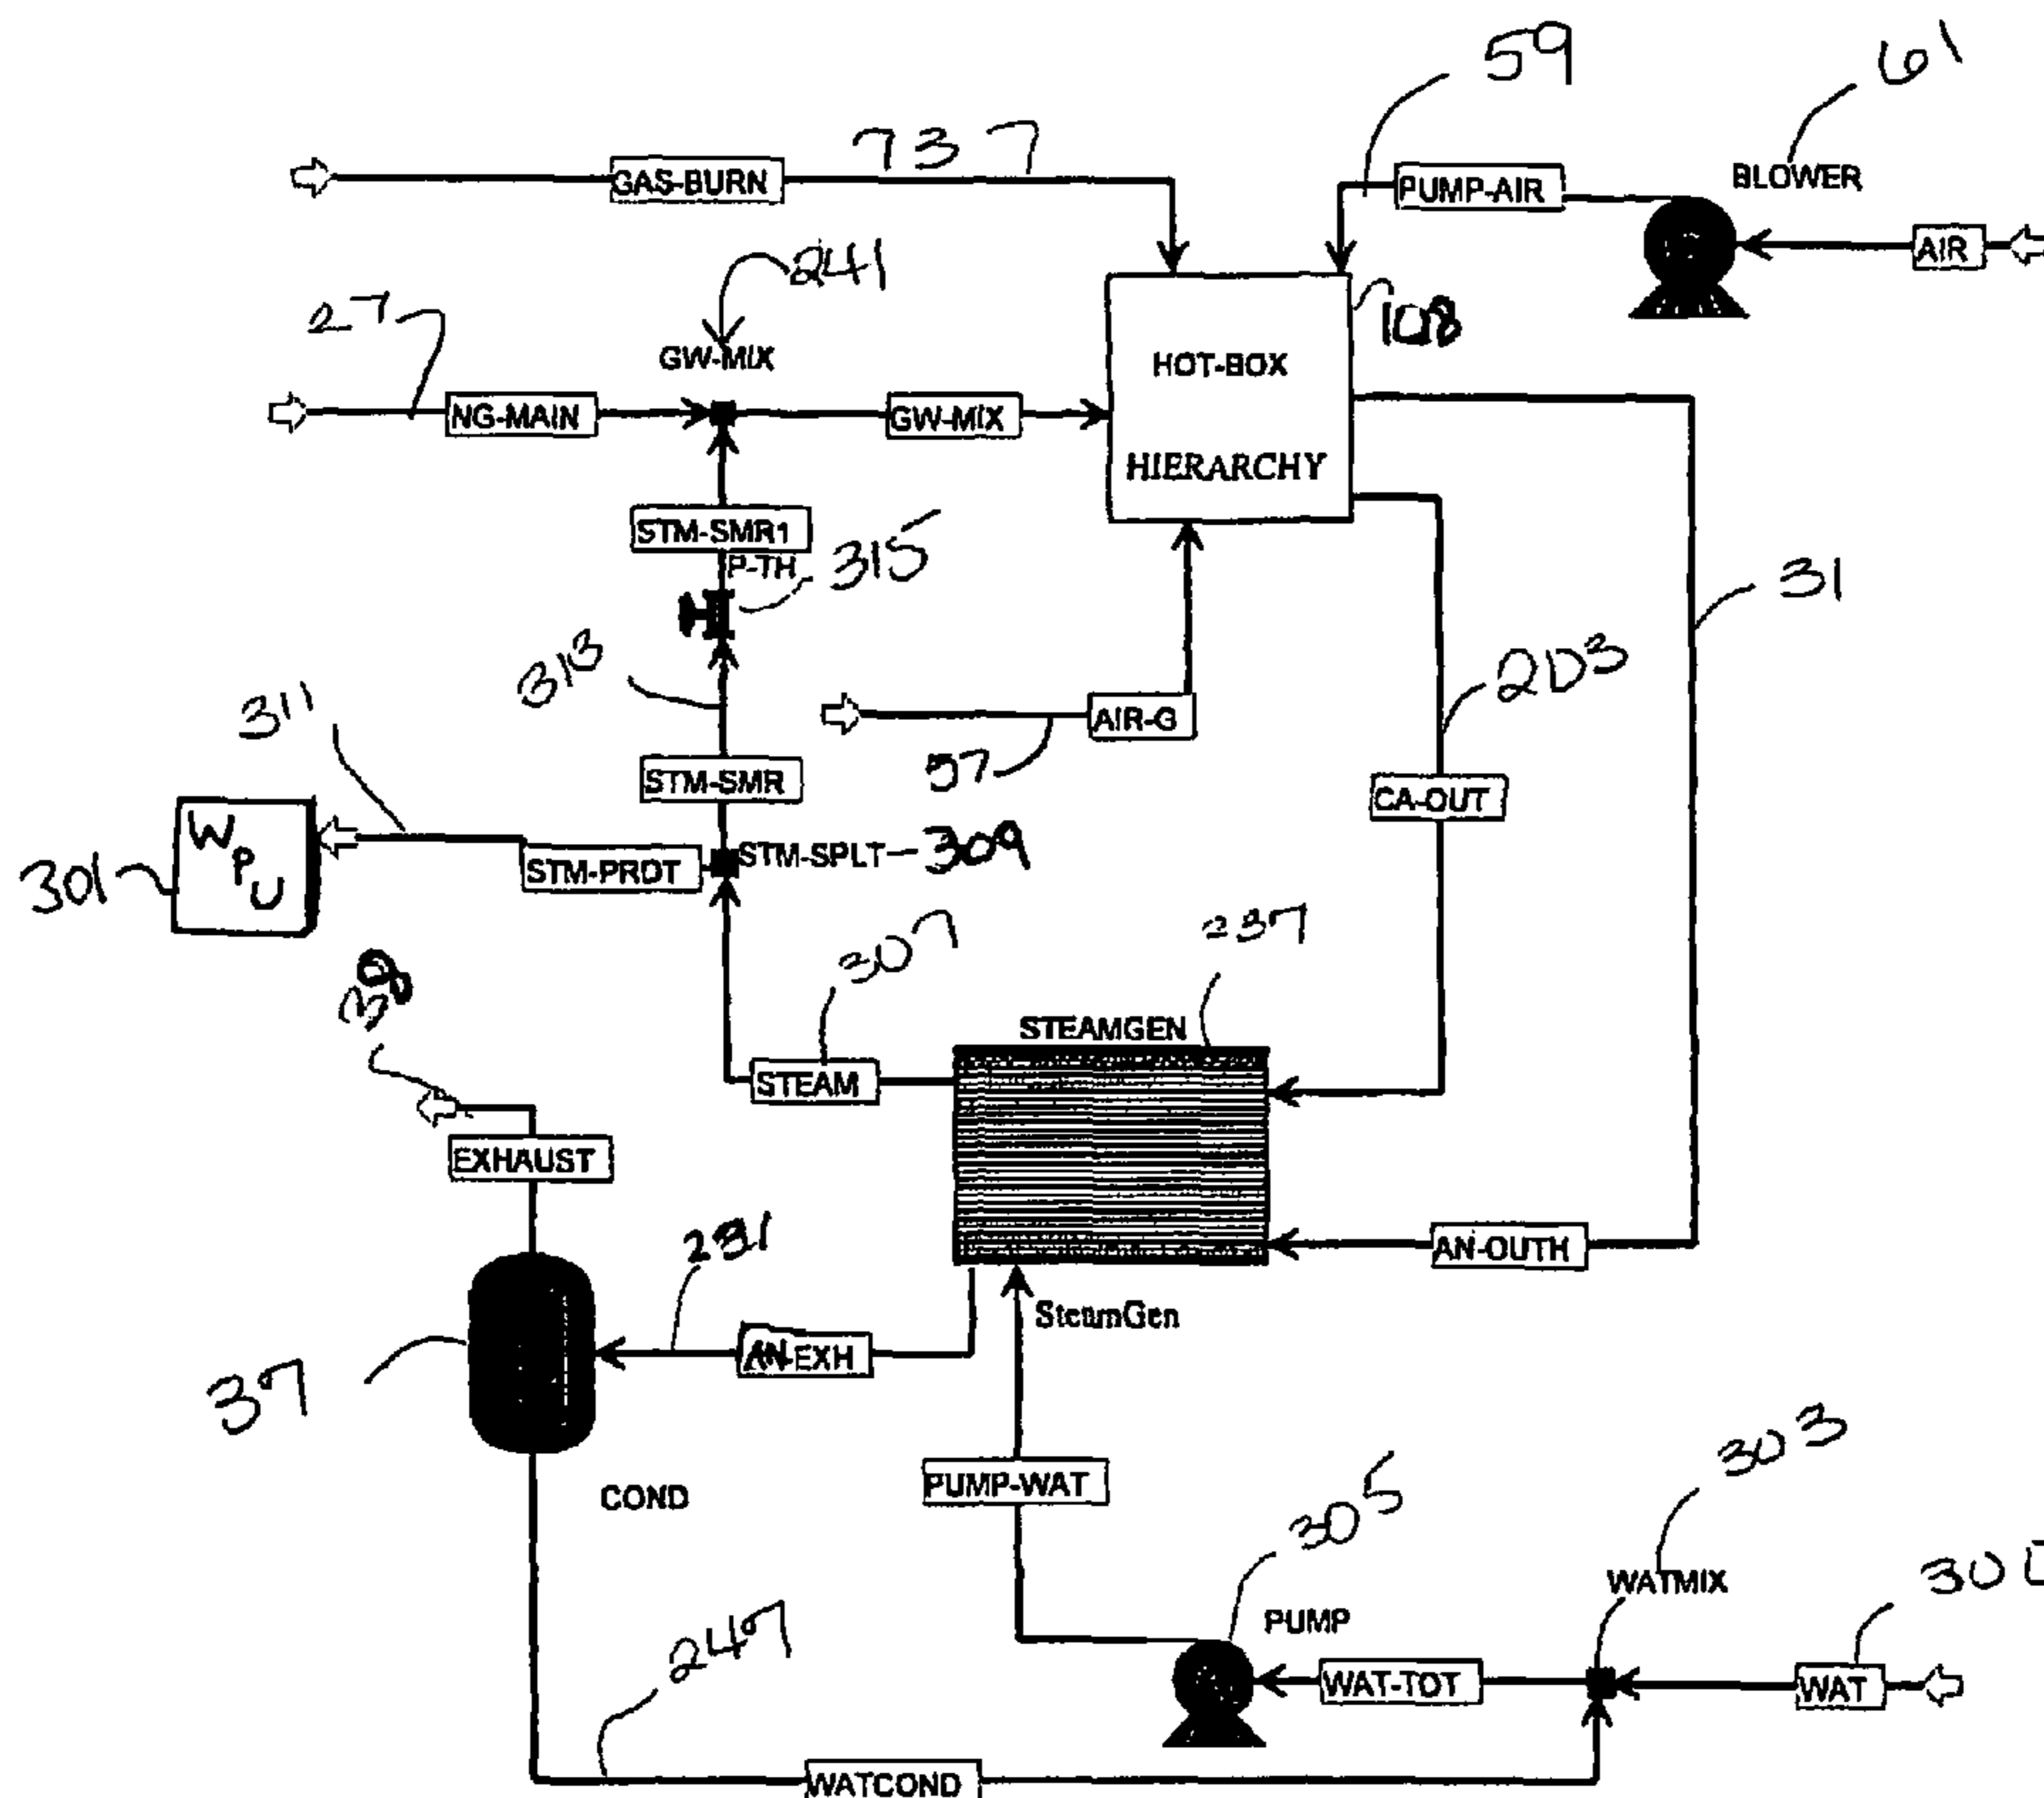 59
61
737
GAS-BURN
PUMP-AIR
BLOWER
AIR
241
27
GW-MIX
108
NG-MAIN
GW-MIX
HOT-BOX
HIERARCHY
STM-SMR1
P-TH
315
31
313
203
311
AIR-G
57
STM-SMR
CA-OUT
WPU
301
STM-PROT
STM-SPLT-309
307
237
38
STEAMGEN
STEAM
EXHAUST
231
AN-OUTH
SteamGen
AN-EXH
37
303
PUMP-WAT
COND
305
WATMIX
PUMP
247
WAT-TOT
WAT
WATCOND